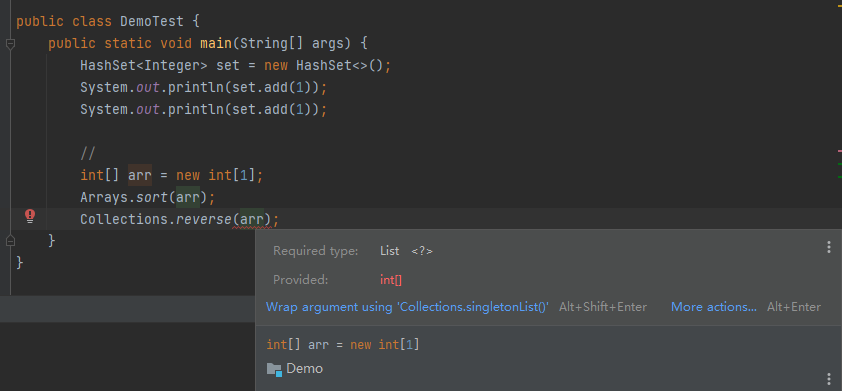 public class DemoTest {
public static void main(String[] args) {
HashSet<Integer> set = new HashSet<>();
System.out.println(set.add(1));
System.out.println(set.add(1));
//
int[] arr = new int[1];
Arrays.sort(arr);
Collections.reverse(arr);
}
}
Required type: List <?>
Provided: int[]
Wrap argument using 'Collections.singletonList()' Alt+Shift+Enter More actions... Alt+Enter
int[] arr = new int[1]
Demo